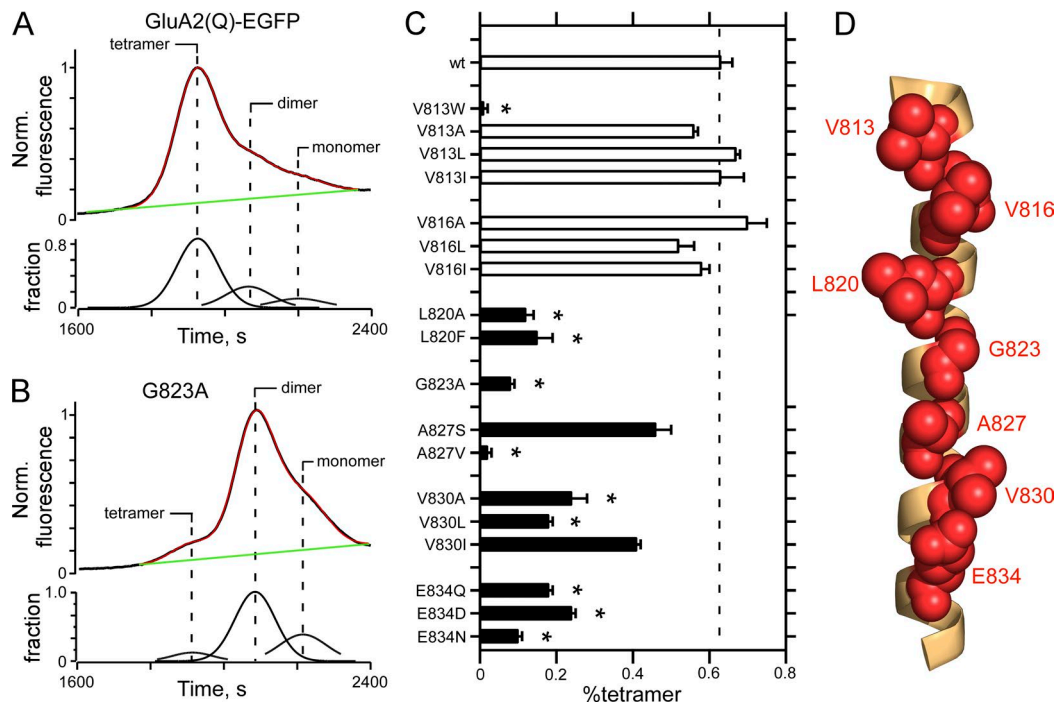 A
GluA2(Q)-EGFP
tetramer
dimer
monomer
Norm.
fluorescence
1
0
fraction
0.8
0
1600
2400
Time, s
B
G823A
dimer
monomer
tetramer
Norm.
fluorescence
1
0
fraction
1.0
0
1600
2400
Time, s
C
wt
V813W *
V813A
V813L
V813I
V816A
V816L
V816I
L820A *
L820F *
G823A *
A827S
A827V *
V830A *
V830L *
V830I
E834Q *
E834D *
E834N *
0 0.2 0.4 0.6 0.8
%tetramer
D
V813
V816
L820
G823
A827
V830
E834